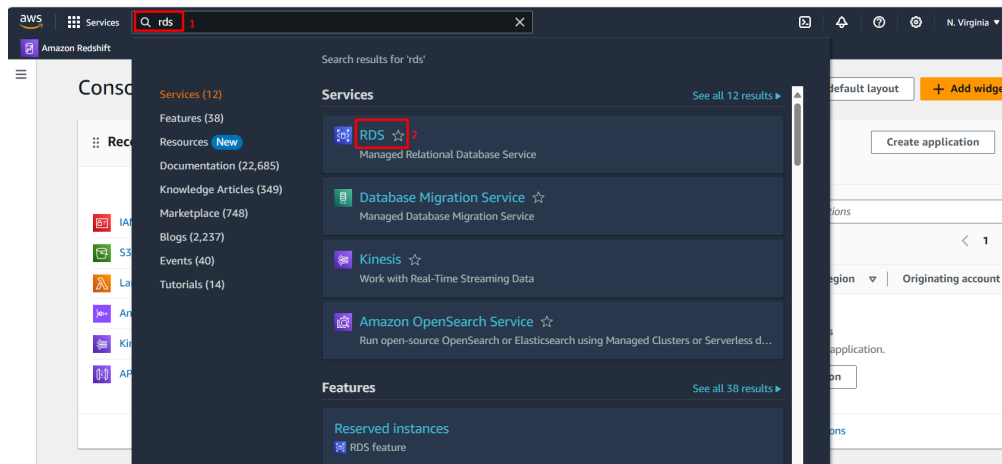 aws
Services
rds 1
N. Virginia
Amazon Redshift
Search results for 'rds'
Services (12)
Features (38)
Resources New
Documentation (22,685)
Knowledge Articles (349)
Marketplace (748)
Blogs (2,237)
Events (40)
Tutorials (14)
Services
See all 12 results
RDS 2
Managed Relational Database Service
Database Migration Service
Managed Database Migration Service
Kinesis
Work with Real-Time Streaming Data
Amazon OpenSearch Service
Run open-source OpenSearch or Elasticsearch using Managed Clusters or Serverless d...
Features
See all 38 results
Reserved instances
RDS feature
default layout
+ Add widge
Create application
1
egion
Originating account
application.
on
S3